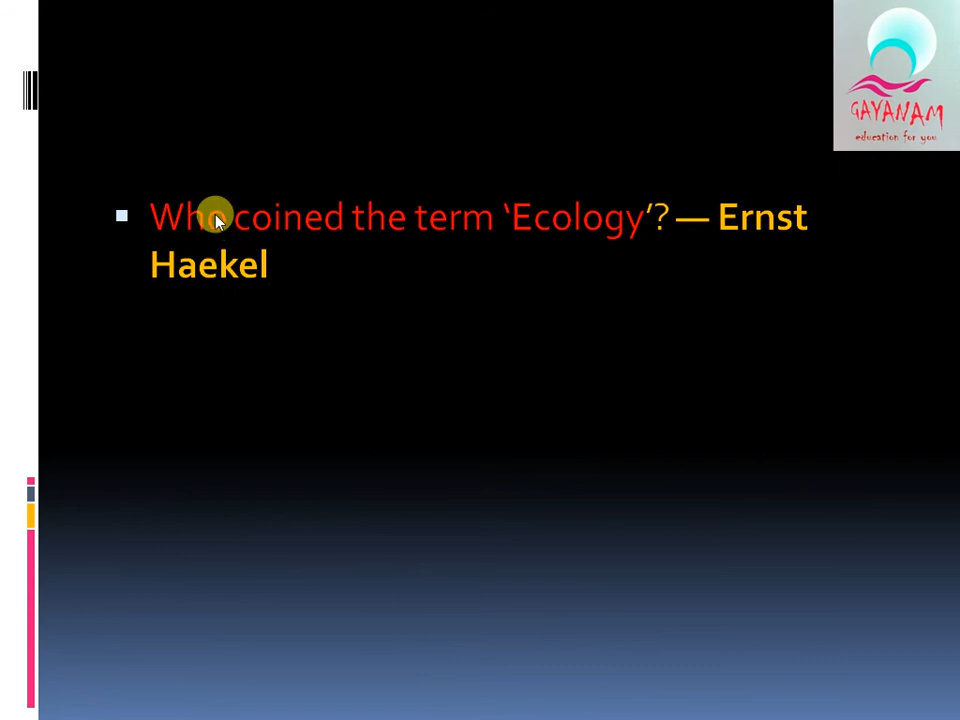 GAYANAM
education for you
Who coined the term ‘Ecology’? — Ernst
Haekel